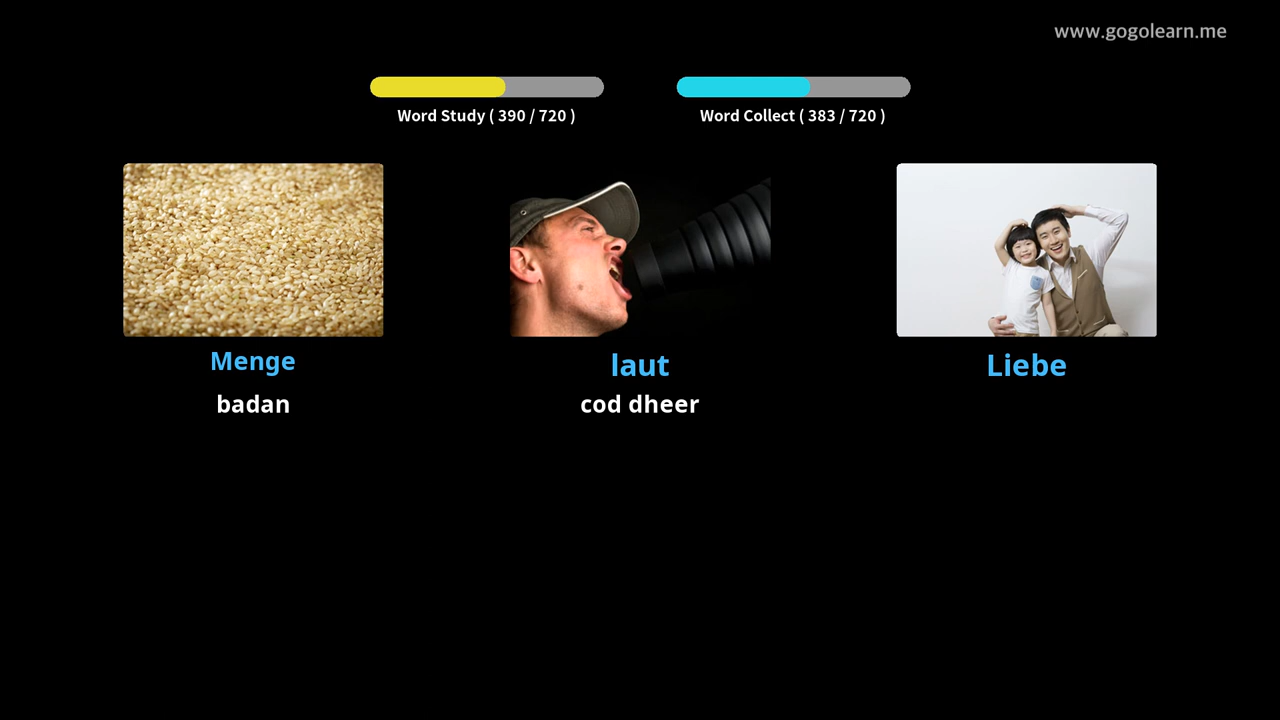 www.gogolearn.me
Word Study ( 390 / 720 )
Word Collect ( 383 / 720 )
Menge
laut
Liebe
badan
cod dheer